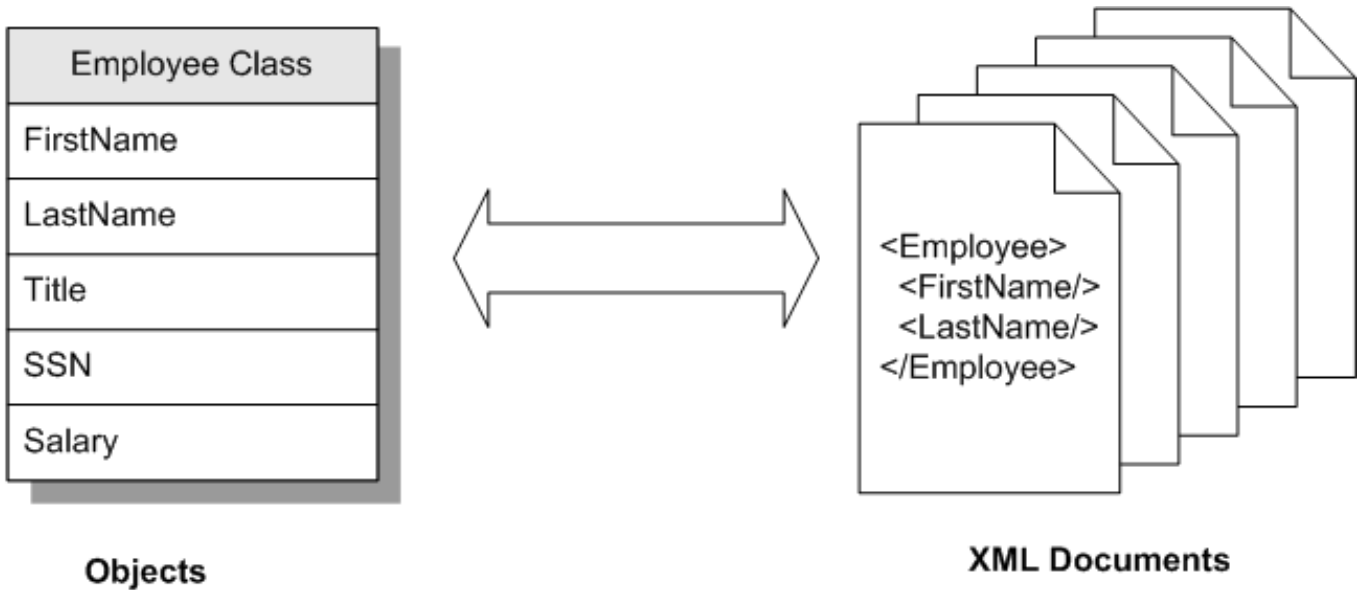 Employee Class
FirstName
LastName
Title
SSN
Salary
Objects
<Employee>
<FirstName/>
<LastName/>
</Employee>
XML Documents